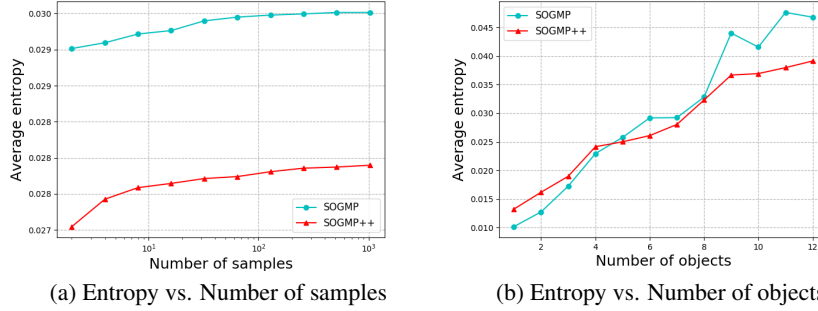 0.030
0.029
0.029
0.028
0.028
0.028
0.027
Average entropy
SOGMP
SOGMP++
10¹
10²
10³
Number of samples
(a) Entropy vs. Number of samples
0.045
0.040
0.035
0.030
0.025
0.020
0.015
0.010
Average entropy
SOGMP
SOGMP++
2
4
6
8
10
12
Number of objects
(b) Entropy vs. Number of objects